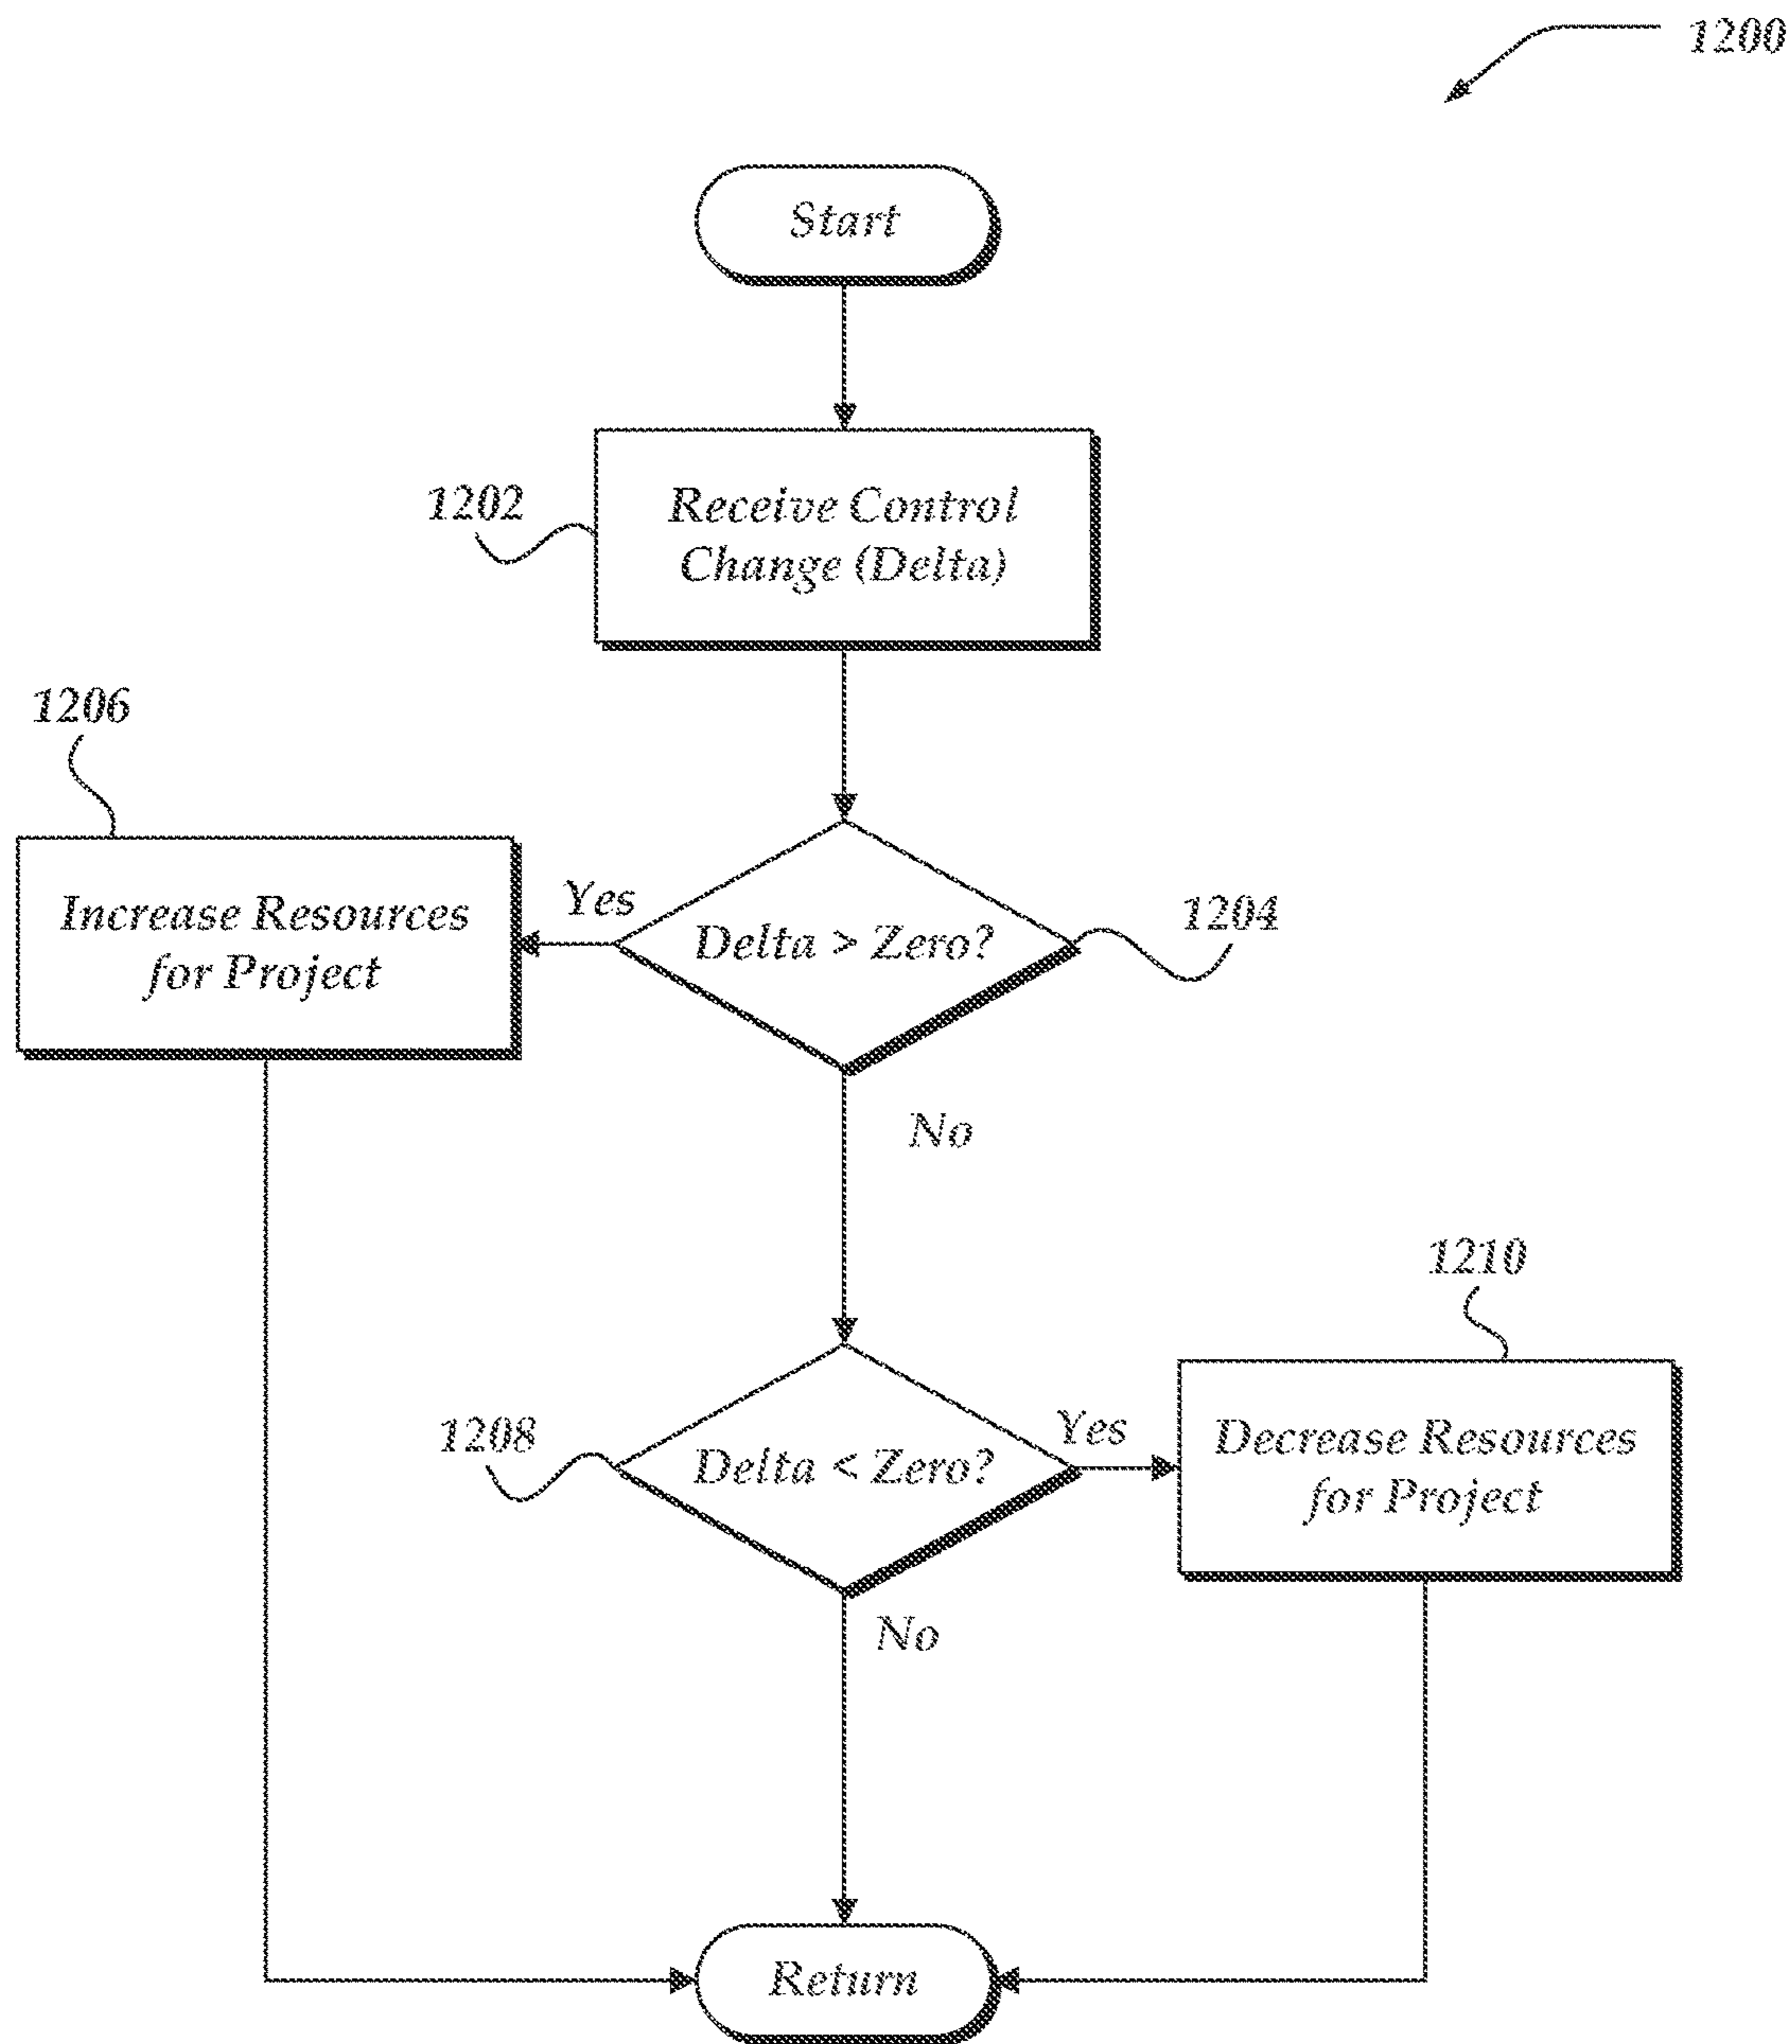 1200
Start
1202
Receive Control
Change (Delta)
1206
Increase Resources
for Project
Yes
Delta > Zero?
1204
No
1210
1208
Delta < Zero?
Yes
Decrease Resources
for Project
No
Return